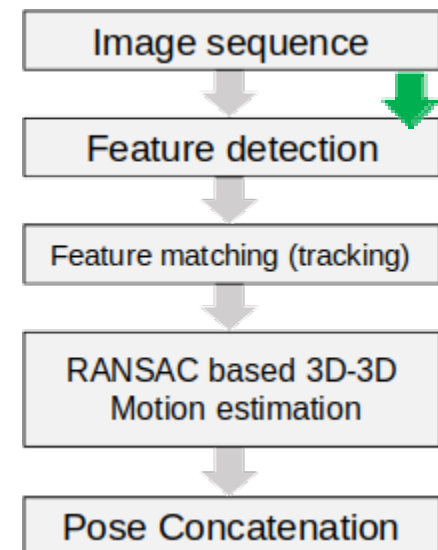 Image sequence
Feature detection
Feature matching (tracking)
RANSAC based 3D-3D
Motion estimation
Pose Concatenation